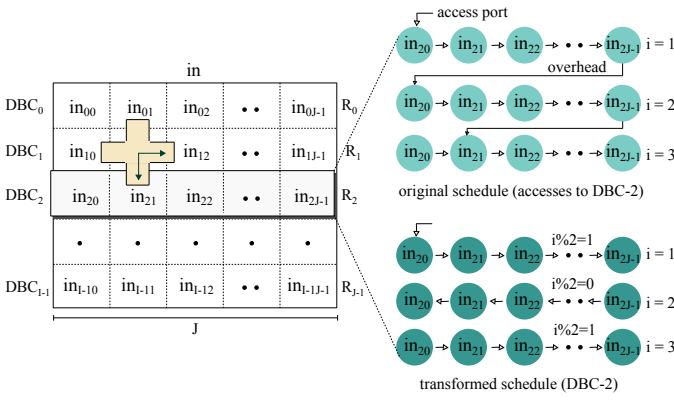 in
DBC0 in00 in01 in02 •• in0J-1 R0
DBC1 in10 in12 •• in1J-1 R1
DBC2 in20 in21 in22 •• in2J-1 R2
• • • • •
DBCI-1 inI-10 inI-11 inI-12 •• inI-1J-1 RJ-1
J
access port
in20 in21 in22 •• in2J-1 i = 1
overhead
in20 in21 in22 •• in2J-1 i = 2
in20 in21 in22 •• in2J-1 i = 3
original schedule (accesses to DBC-2)
i%2=1
in20 in21 in22 •• in2J-1 i = 1
i%2=0
in20 in21 in22 ••• in2J-1 i = 2
i%2=1
in20 in21 in22 •• in2J-1 i = 3
transformed schedule (DBC-2)